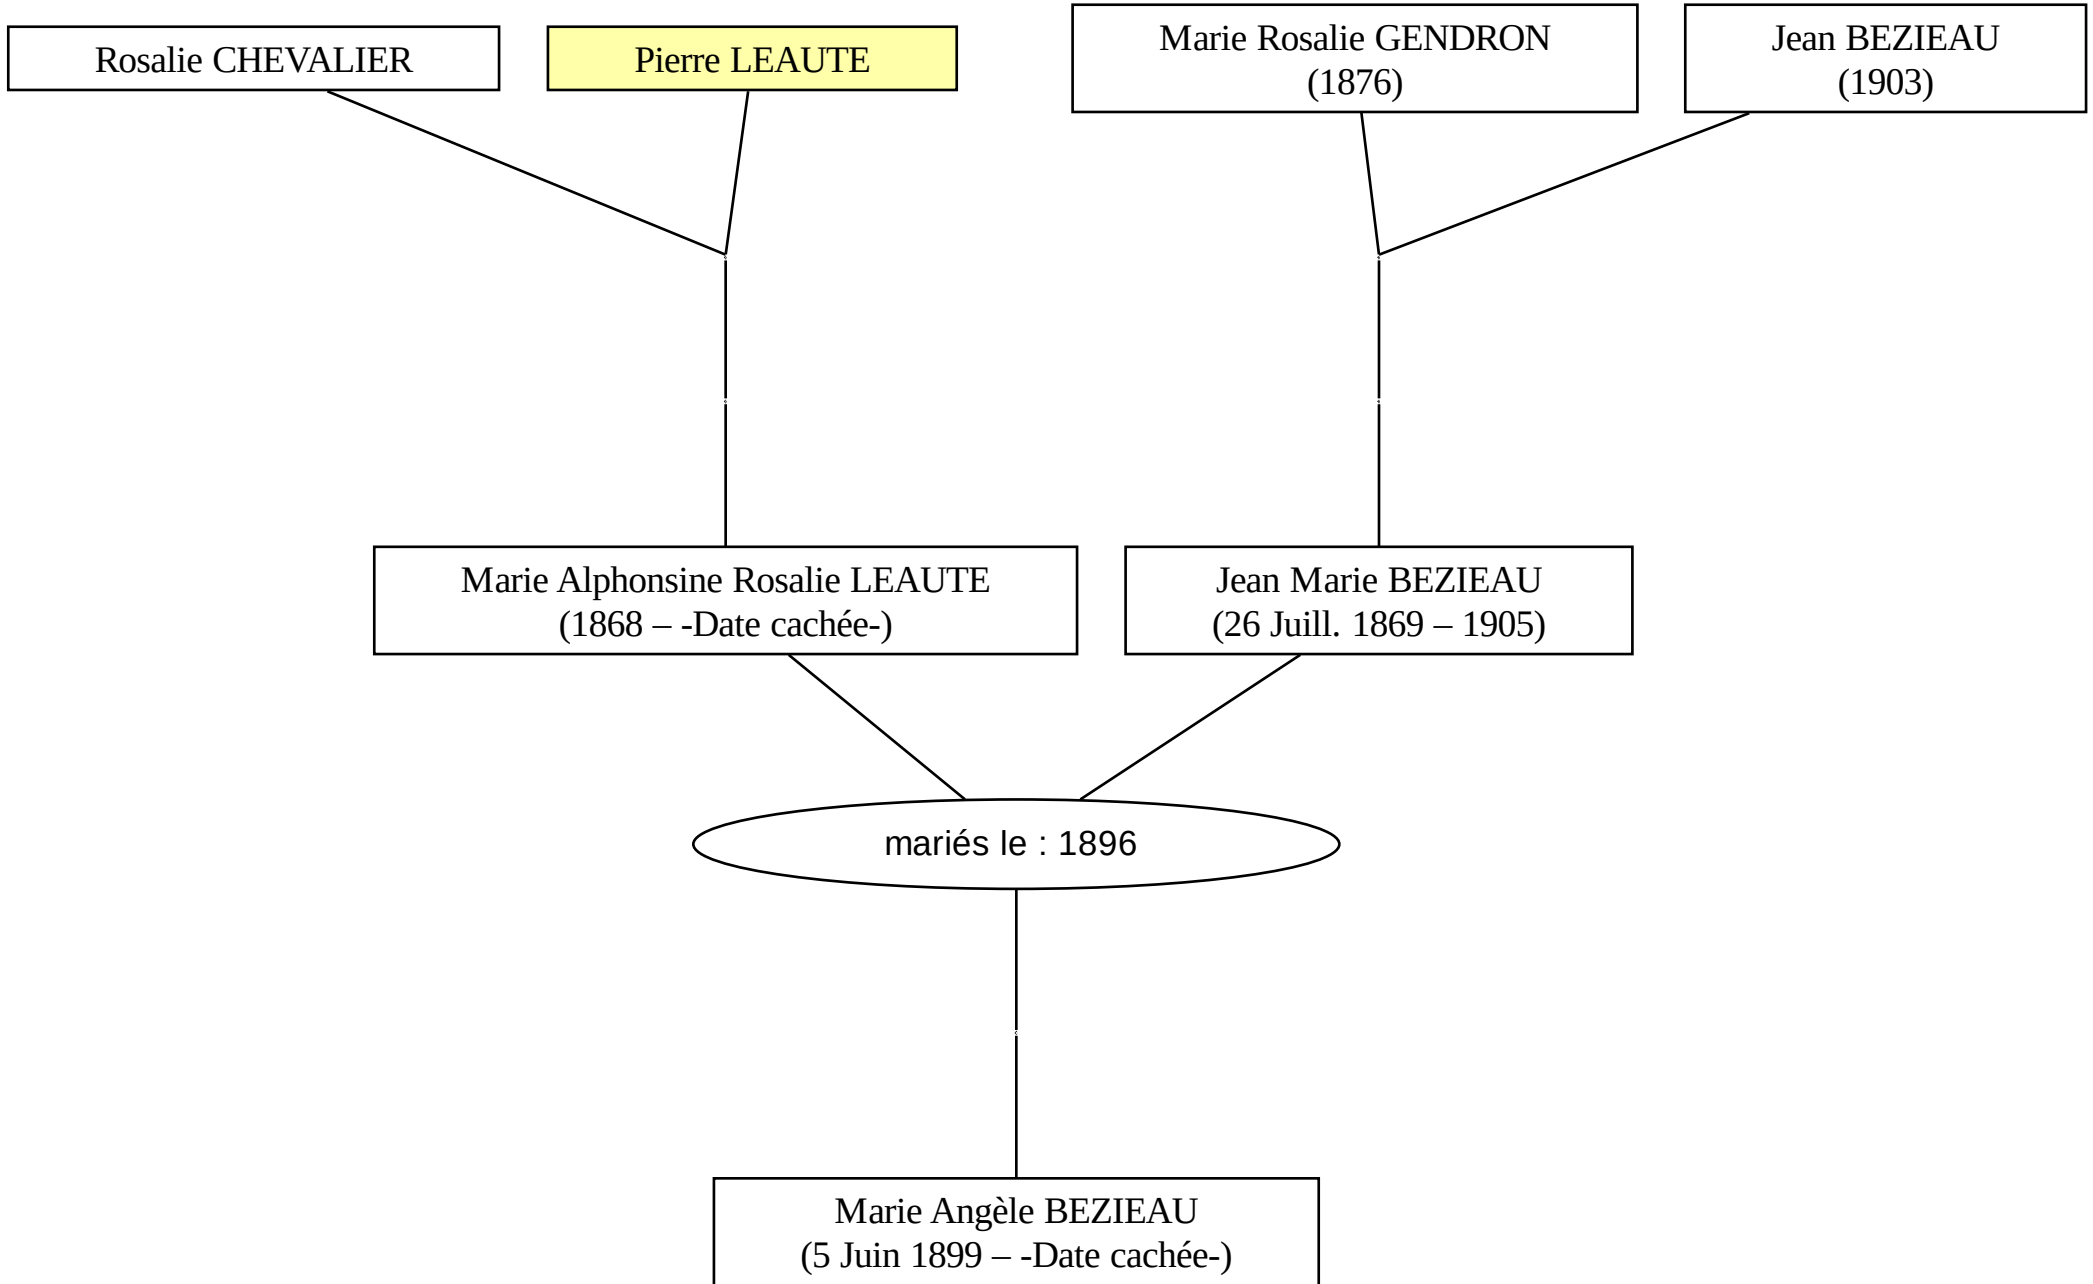 Rosalie CHEVALIER
Pierre LEAUTE
Marie Rosalie GENDRON
(1876)
Jean BEZIEAU
(1903)
Marie Alphonsine Rosalie LEAUTE
(1868 – -Date cachée-)
Jean Marie BEZIEAU
(26 Juill. 1869 – 1905)
mariés le : 1896
Marie Angèle BEZIEAU
(5 Juin 1899 – -Date cachée-)